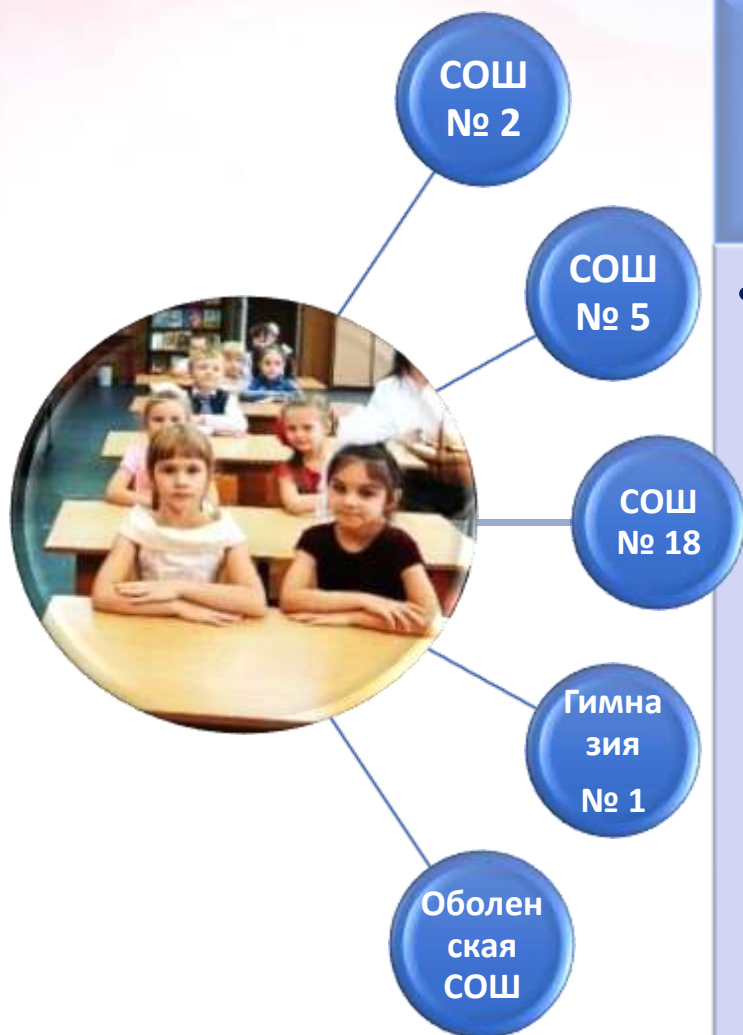 СОШ
№ 2
СОШ
№ 5
СОШ
№ 18
Гимна
зия
№ 1
Оболен
ская
СОШ